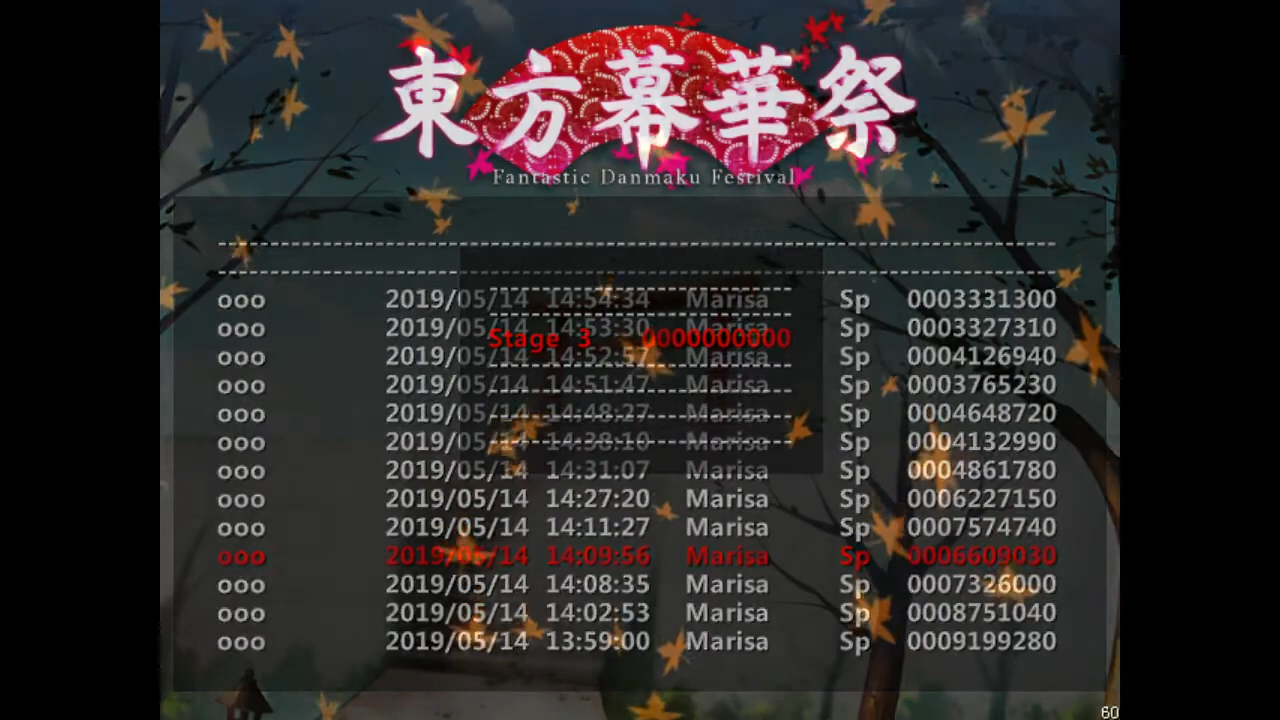 東方幕華祭
Fantastic Danmaku Festival
--------------------------------------------------------------------------------
--------------------------------------------------------------------------------
ooo 2019/05/14 14:54:34 Marisa Sp 0003331300
ooo 2019/05/14 14:53:30 Marisa Sp 0003327310
Stage 3 0000000000
ooo 2019/05/14 14:52:57 Marisa Sp 0004126940
ooo 2019/05/14 14:51:47 Marisa Sp 0003765230
ooo 2019/05/14 14:48:27 Marisa Sp 0004648720
ooo 2019/05/14 14:38:10 Marisa Sp 0004132990
ooo 2019/05/14 14:31:07 Marisa Sp 0004861780
ooo 2019/05/14 14:27:20 Marisa Sp 0006227150
ooo 2019/05/14 14:11:27 Marisa Sp 0007574740
ooo 2019/05/14 14:09:56 Marisa Sp 0006609030
ooo 2019/05/14 14:08:35 Marisa Sp 0007326000
ooo 2019/05/14 14:02:53 Marisa Sp 0008751040
ooo 2019/05/14 13:59:00 Marisa Sp 0009199280
60